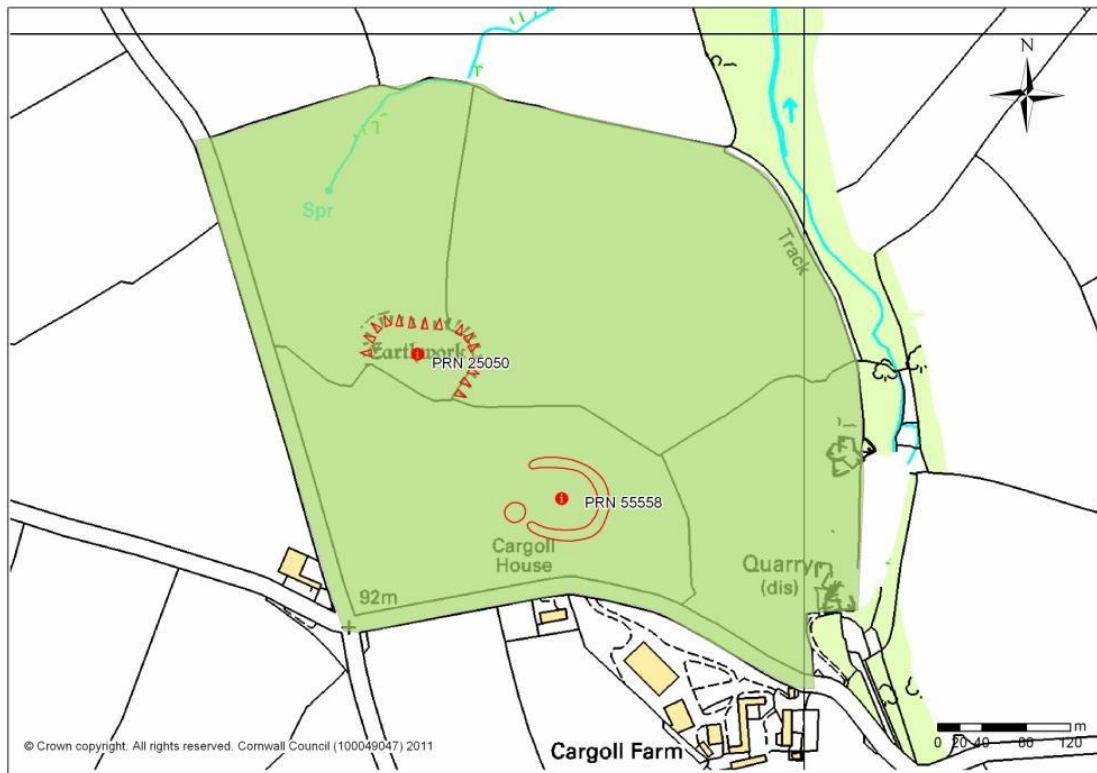 N
Spr
Track
Earthwork
PRN 25050
PRN 55558
Cargoll
House
Quarry
(dis)
92m
m
0 20 40 80 120
© Crown copyright. All rights reserved. Cornwall Council (100049047) 2011
Cargoll Farm